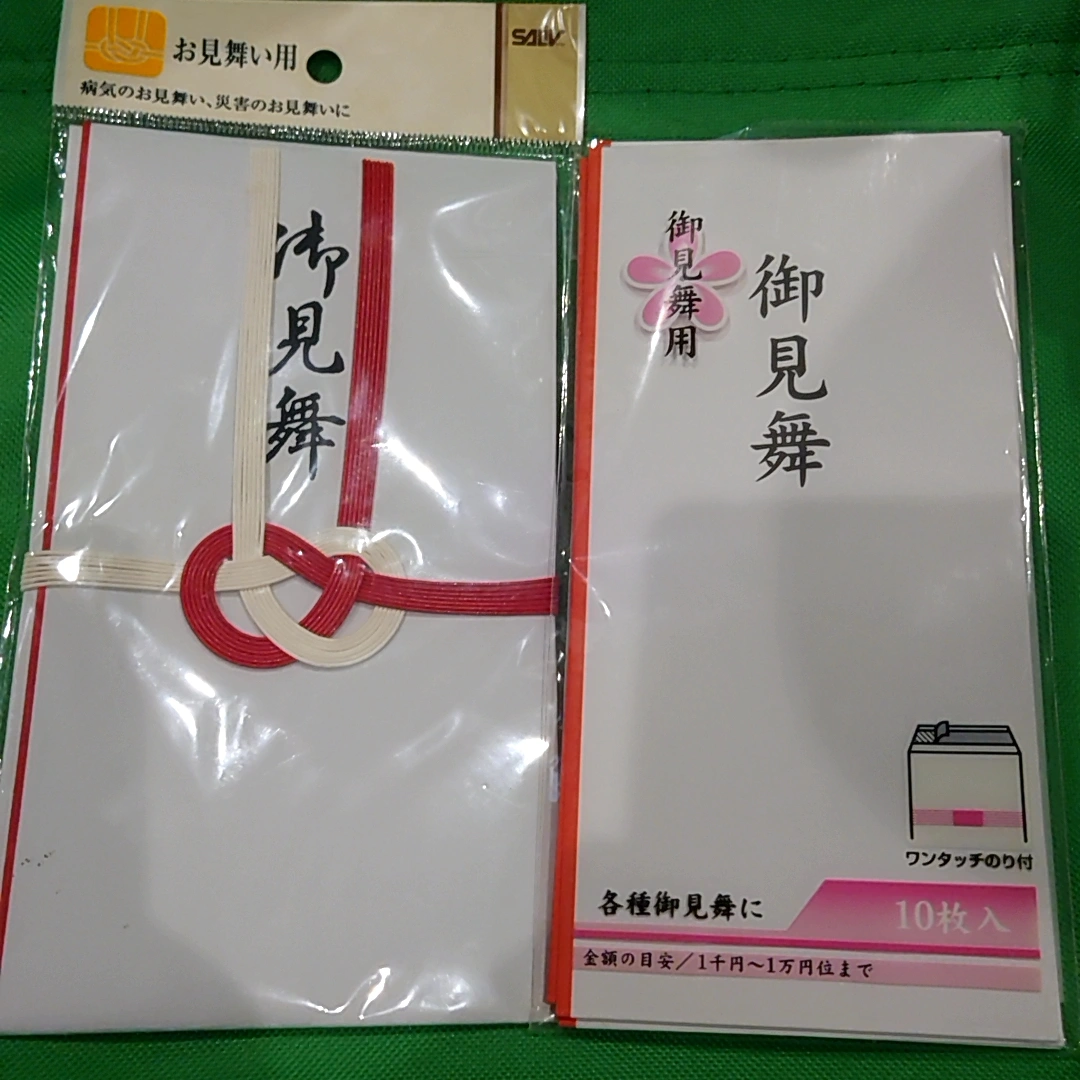 お見舞い用
病気のお見舞い、災害のお見舞いに
御見舞
御見舞用
御見舞
ワンタッチのり付
各種御見舞に
10枚入
金額の目安/1千円~1万円位まで